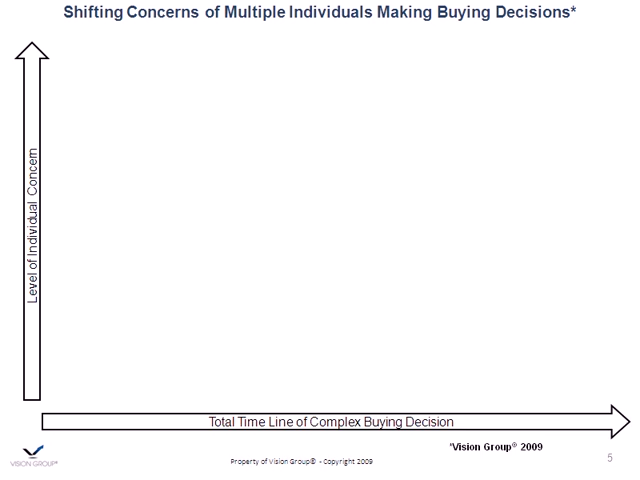 Shifting Concerns of Multiple Individuals Making Buying Decisions*
Level of Individual Concern
Total Time Line of Complex Buying Decision
*Vision Group® 2009
VISION GROUP®
Property of Vision Group® - Copyright 2009
5